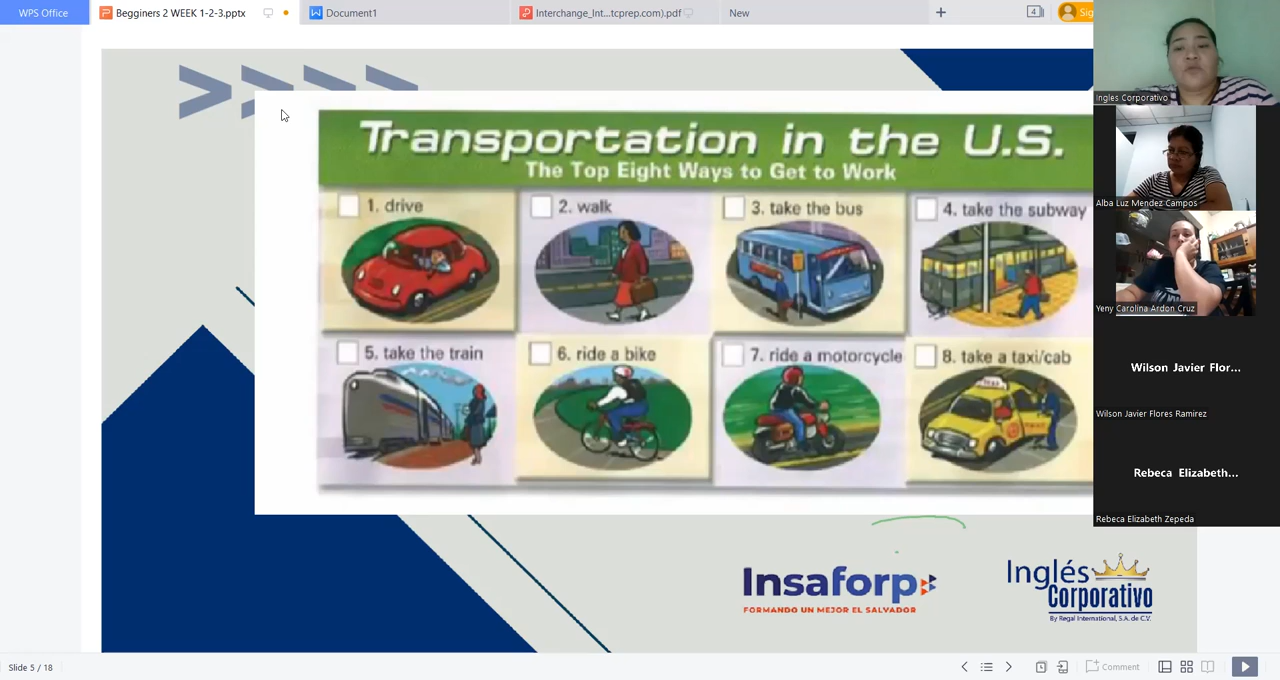 WPS Office
Begginers 2 WEEK 1-2-3.pptx
Document1
Interchange_Int...tcprep.com).pdf
New
4
Sig
>>>>
Transportation in the U.S.
The Top Eight Ways to Get to Work
1. drive
2. walk
3. take the bus
4. take the subway
5. take the train
6. ride a bike
7. ride a motorcycle
8. take a taxi/cab
TAXI
Insaforp
FORMANDO UN MEJOR EL SALVADOR
Inglés
Corporativo
By Regal International, S.A. de C.V.
Ingles Corporativo
Alba Luz Mendez Campos
Yeny Carolina Ardon Cruz
Wilson Javier Flor...
Wilson Javier Flores Ramirez
Rebeca Elizabeth...
Rebeca Elizabeth Zepeda
Slide 5 / 18
Comment